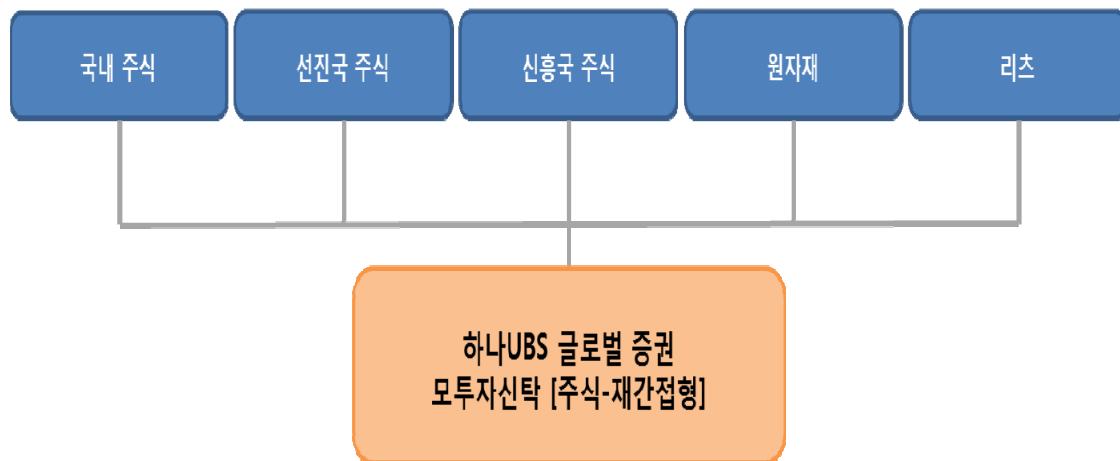 국내 주식
선진국 주식
신흥국 주식
원자재
리츠
하나UBS 글로벌 증권
모투자신탁 [주식-재간접형]